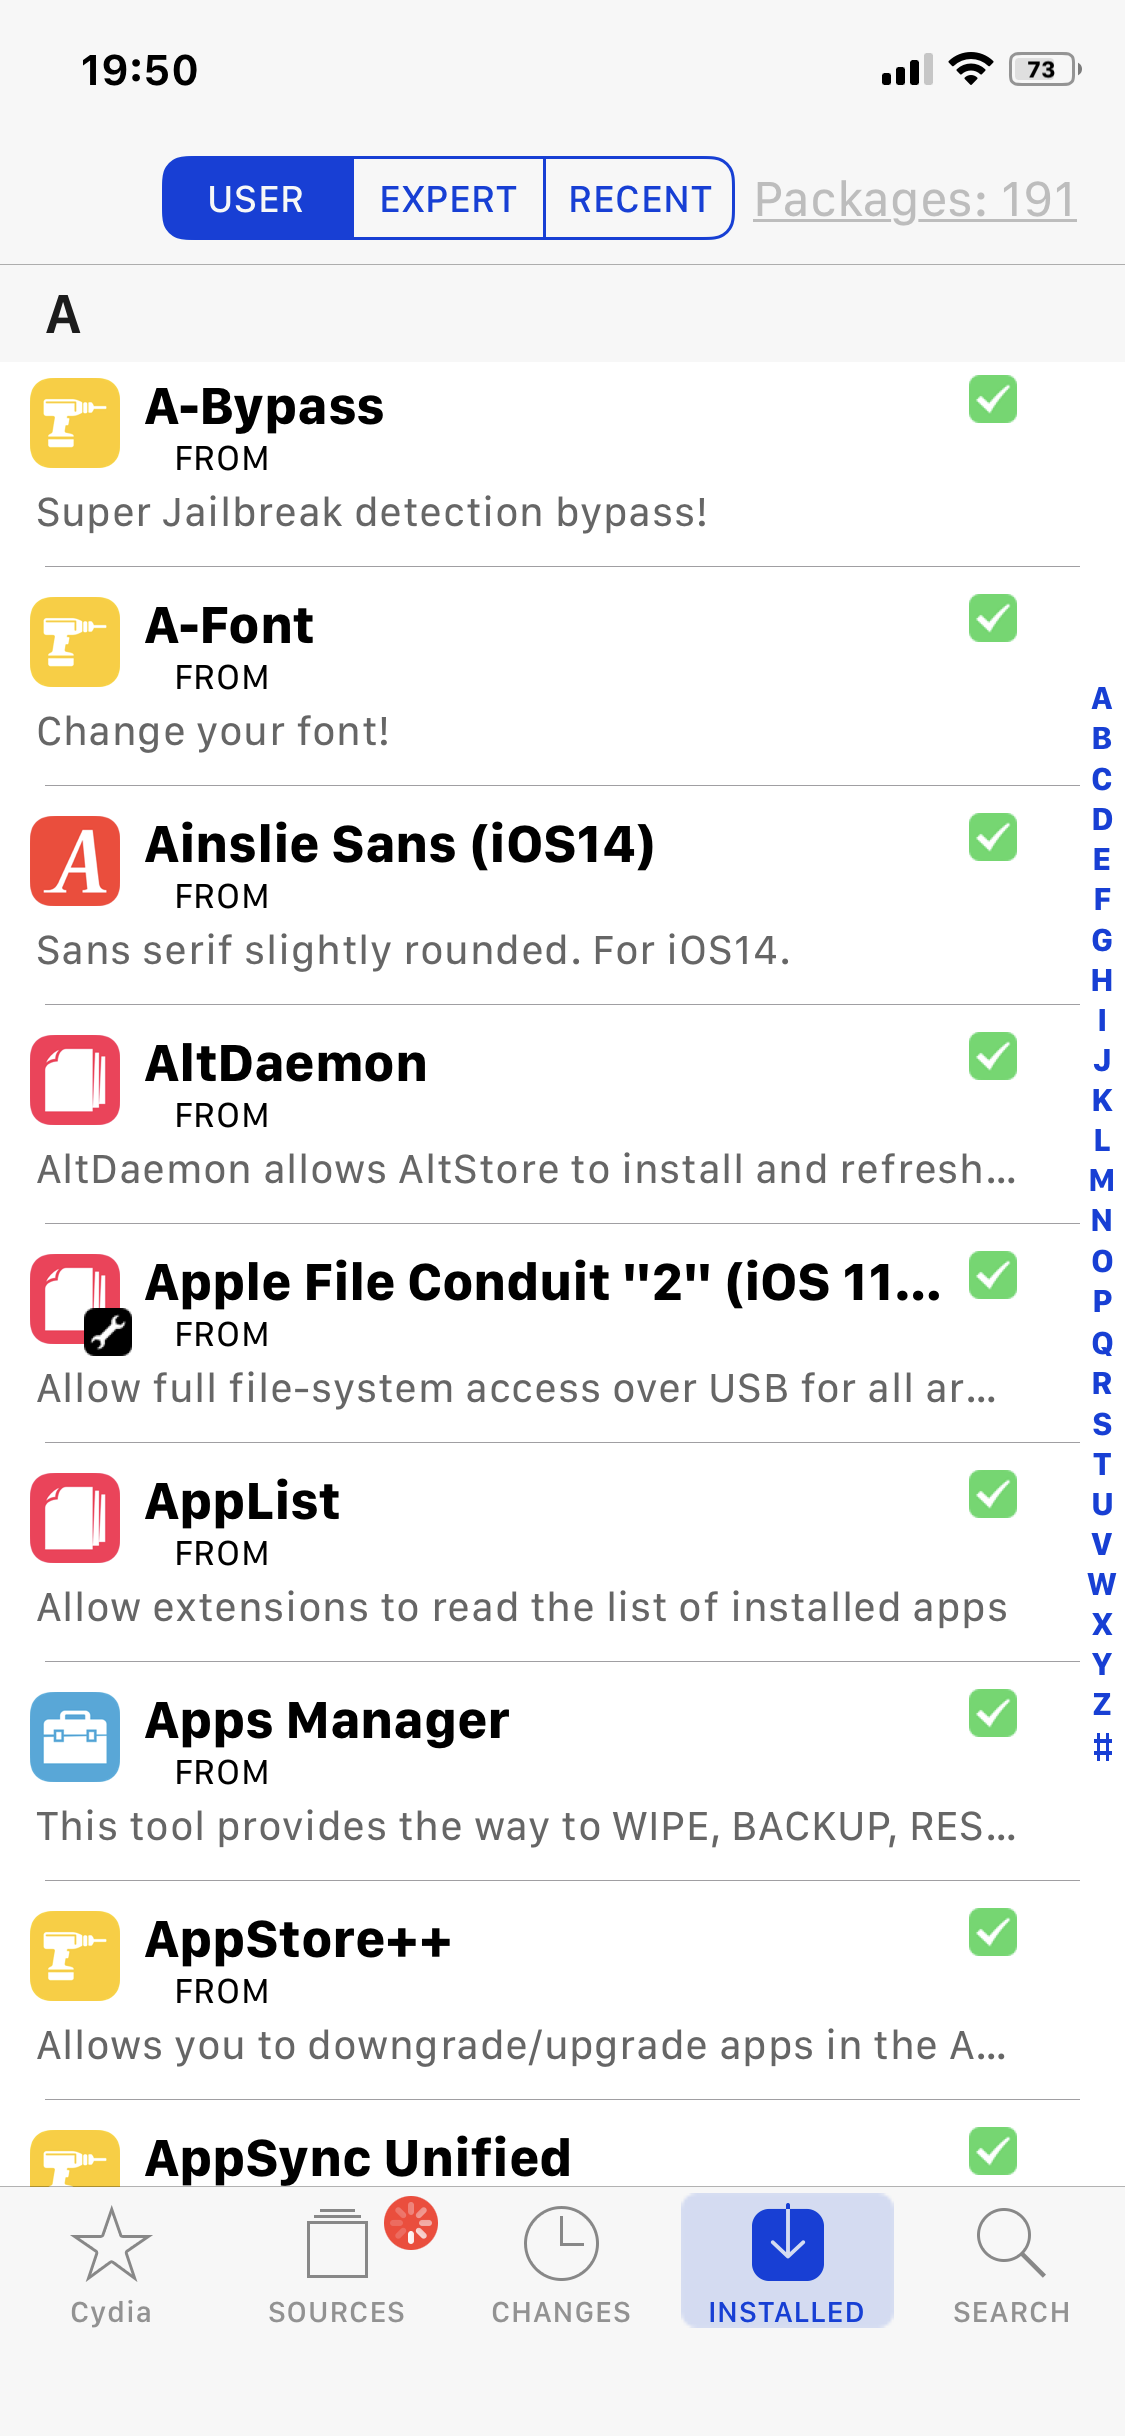 19:50
73
USER EXPERT RECENT Packages: 191
A
A-Bypass
FROM
Super Jailbreak detection bypass!
A-Font
FROM
Change your font!
A Ainslie Sans (iOS14)
FROM
Sans serif slightly rounded. For iOS14.
AltDaemon
FROM
AltDaemon allows AltStore to install and refresh...
Apple File Conduit "2" (iOS 11...
FROM
Allow full file-system access over USB for all ar...
AppList
FROM
Allow extensions to read the list of installed apps
Apps Manager
FROM
This tool provides the way to WIPE, BACKUP, RES...
AppStore++
FROM
Allows you to downgrade/upgrade apps in the A...
AppSync Unified
A
B
C
D
E
F
G
H
I
J
K
L
M
N
O
P
Q
R
S
T
U
V
W
X
Y
Z
#
Cydia SOURCES CHANGES INSTALLED SEARCH